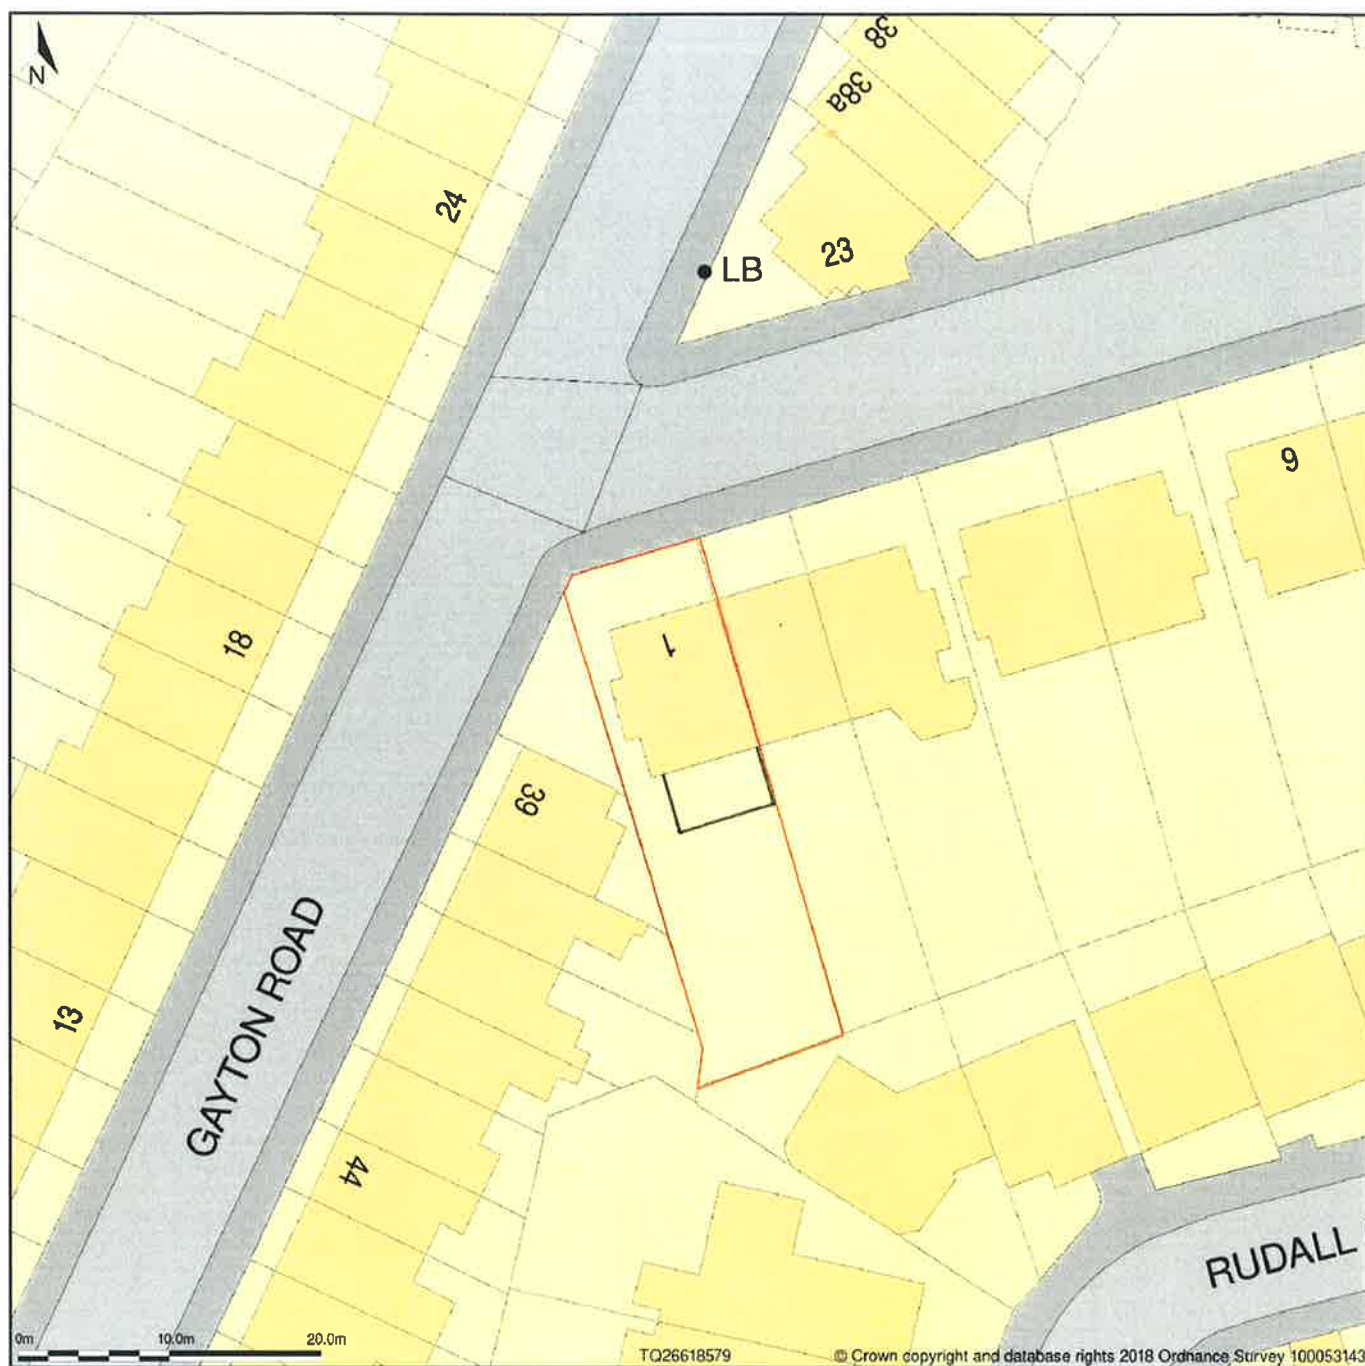 N
38
38a
24
23
LB
9
1
18
39
GAYTON ROAD
13
44
RUDALL
0m 10.0m 20.0m
TQ26618579
© Crown copyright and database rights 2018 Ordnance Survey 100053143